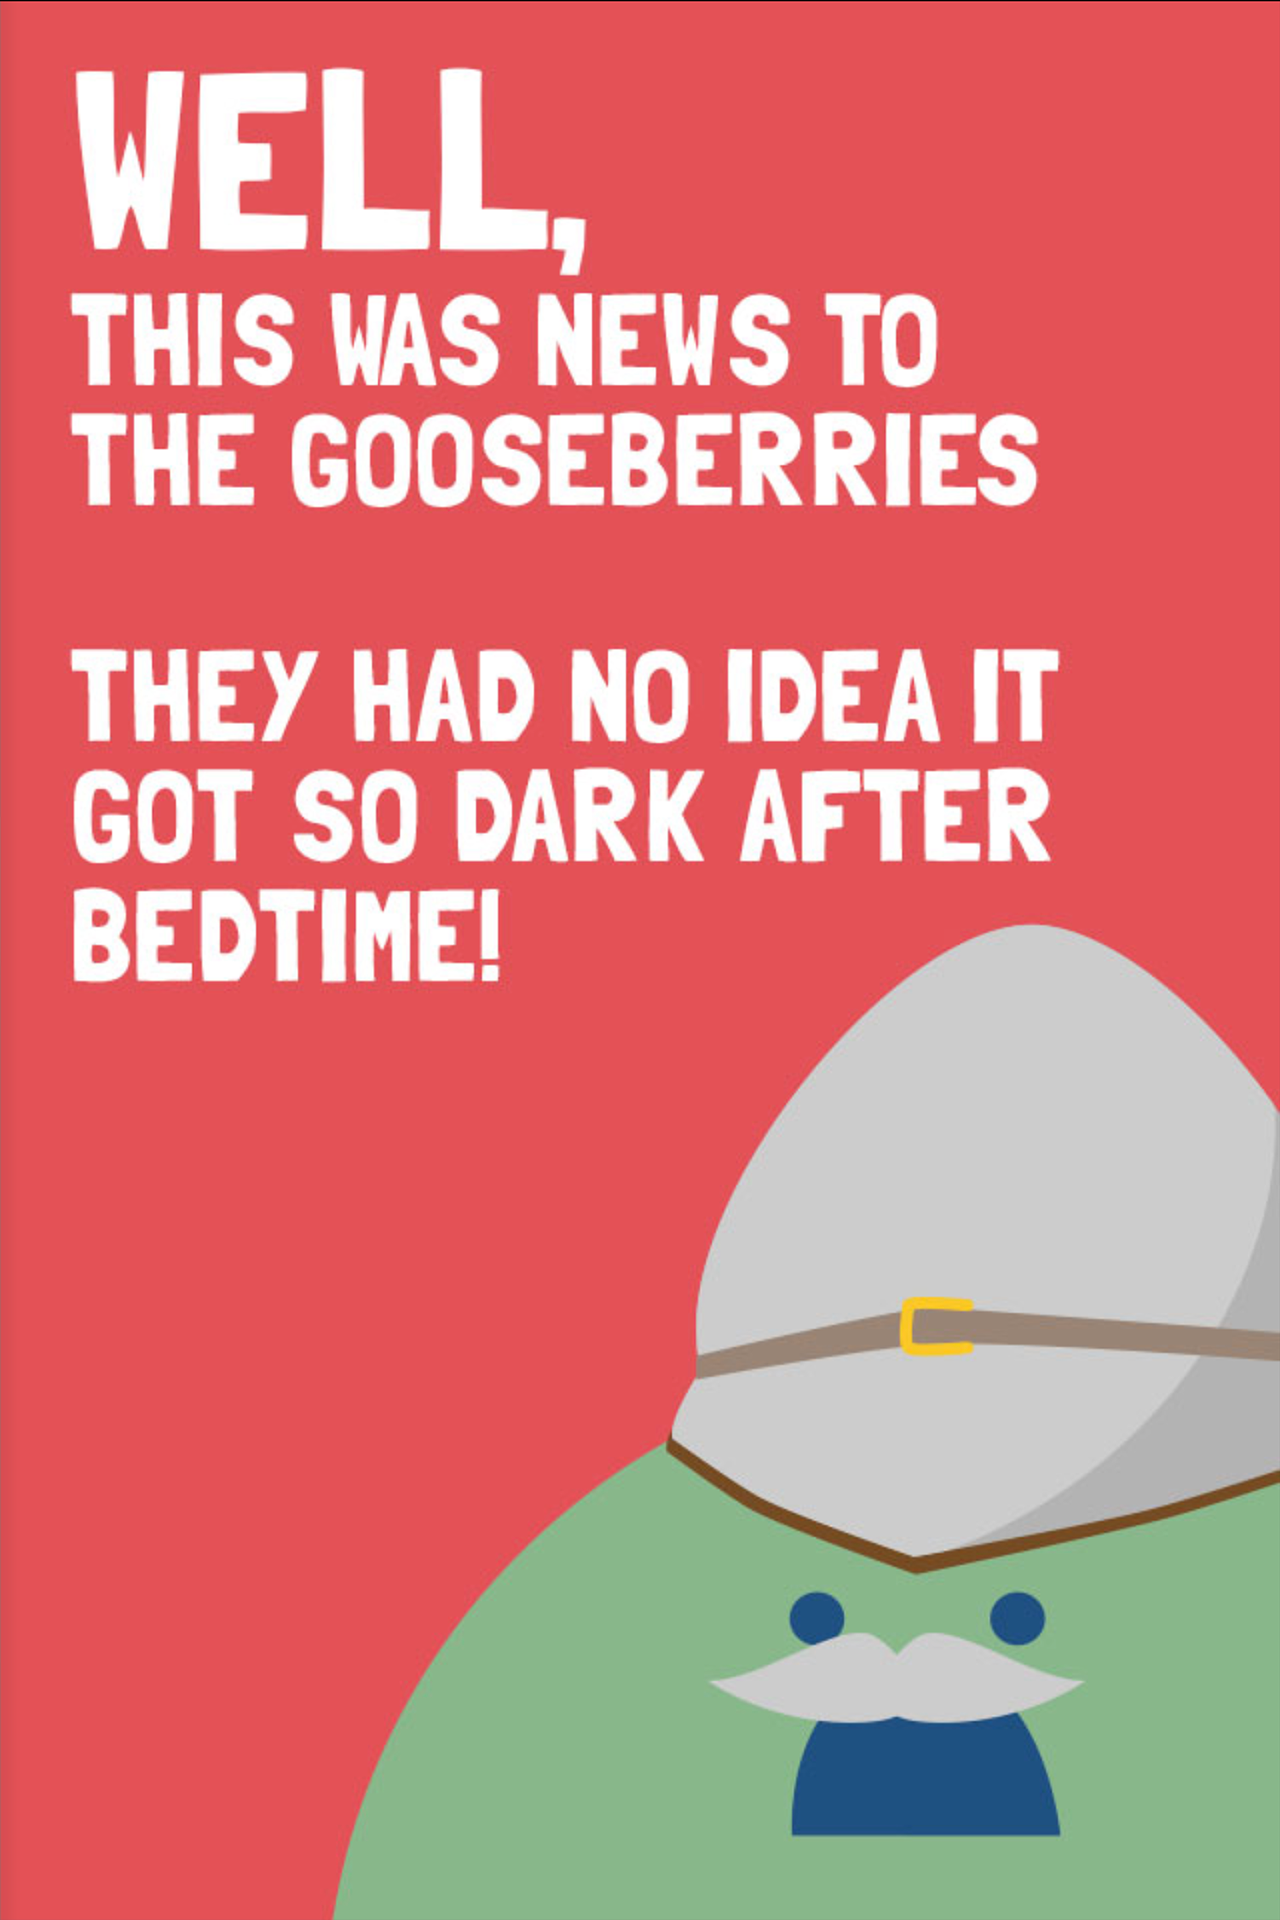 WELL,
THIS WAS NEWS TO
THE GOOSEBERRIES
THEY HAD NO IDEA IT
GOT SO DARK AFTER
BEDTIME!